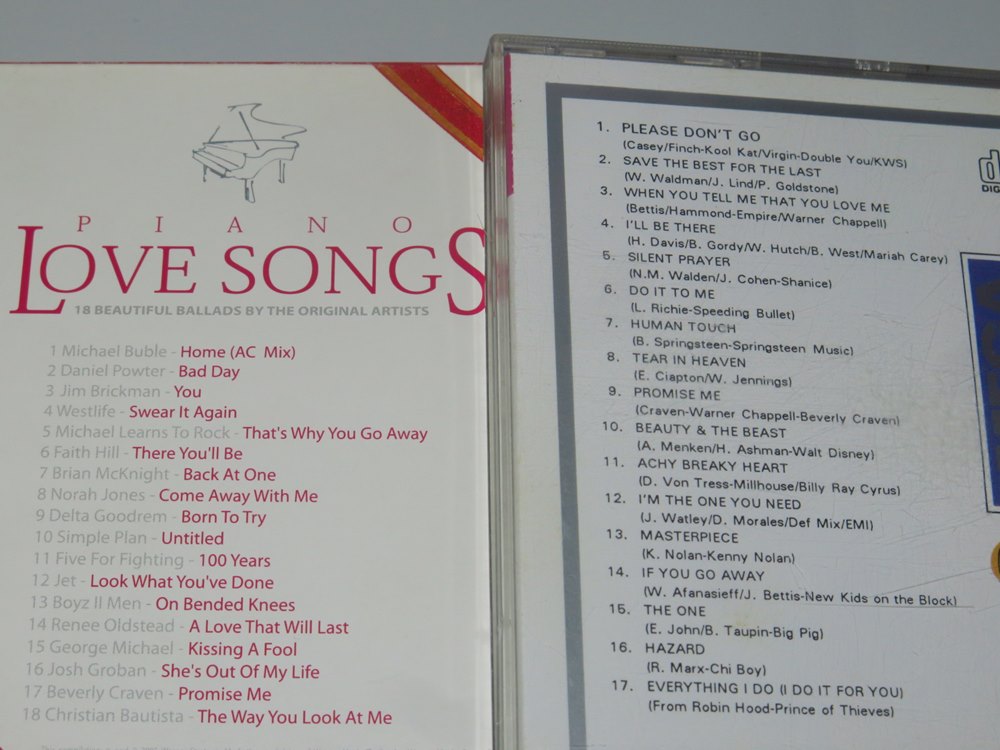 PIANO
LOVE SONGS
18 BEAUTIFUL BALLADS BY THE ORIGINAL ARTISTS
1 Michael Buble - Home (AC Mix)
2 Daniel Powter - Bad Day
3 Jim Brickman - You
4 Westlife - Swear It Again
5 Michael Learns To Rock - That's Why You Go Away
6 Faith Hill - There You'll Be
7 Brian McKnight - Back At One
8 Norah Jones - Come Away With Me
9 Delta Goodrem - Born To Try
10 Simple Plan - Untitled
11 Five For Fighting - 100 Years
12 Jet - Look What You've Done
13 Boyz II Men - On Bended Knees
14 Renee Oldstead - A Love That Will Last
15 George Michael - Kissing A Fool
16 Josh Groban - She's Out Of My Life
17 Beverly Craven - Promise Me
18 Christian Bautista - The Way You Look At Me
1. PLEASE DON'T GO
(Casey/Finch-Kool Kat/Virgin-Double You/KWS)
2. SAVE THE BEST FOR THE LAST
(W. Waldman/J. Lind/P. Goldstone)
3. WHEN YOU TELL ME THAT YOU LOVE ME
(Bettis/Hammond-Empire/Warner Chappell)
4. I'LL BE THERE
(H. Davis/B. Gordy/W. Hutch/B. West/Mariah Carey)
5. SILENT PRAYER
(N.M. Walden/J. Cohen-Shanice)
6. DO IT TO ME
(L. Richie-Speeding Bullet)
7. HUMAN TOUCH
(B. Springsteen-Springsteen Music)
8. TEAR IN HEAVEN
(E. Clapton/W. Jennings)
9. PROMISE ME
(Craven-Warner Chappell-Beverly Craven)
10. BEAUTY & THE BEAST
(A. Menken/H. Ashman-Walt Disney)
11. ACHY BREAKY HEART
(D. Von Tress-Millhouse/Billy Ray Cyrus)
12. I'M THE ONE YOU NEED
(J. Watley/D. Morales/Def Mix/EMI)
13. MASTERPIECE
(K. Nolan-Kenny Nolan)
14. IF YOU GO AWAY
(W. Afanasieff/J. Bettis-New Kids on the Block)
15. THE ONE
(E. John/B. Taupin-Big Pig)
16. HAZARD
(R. Marx-Chi Boy)
17. EVERYTHING I DO (I DO IT FOR YOU)
(From Robin Hood-Prince of Thieves)